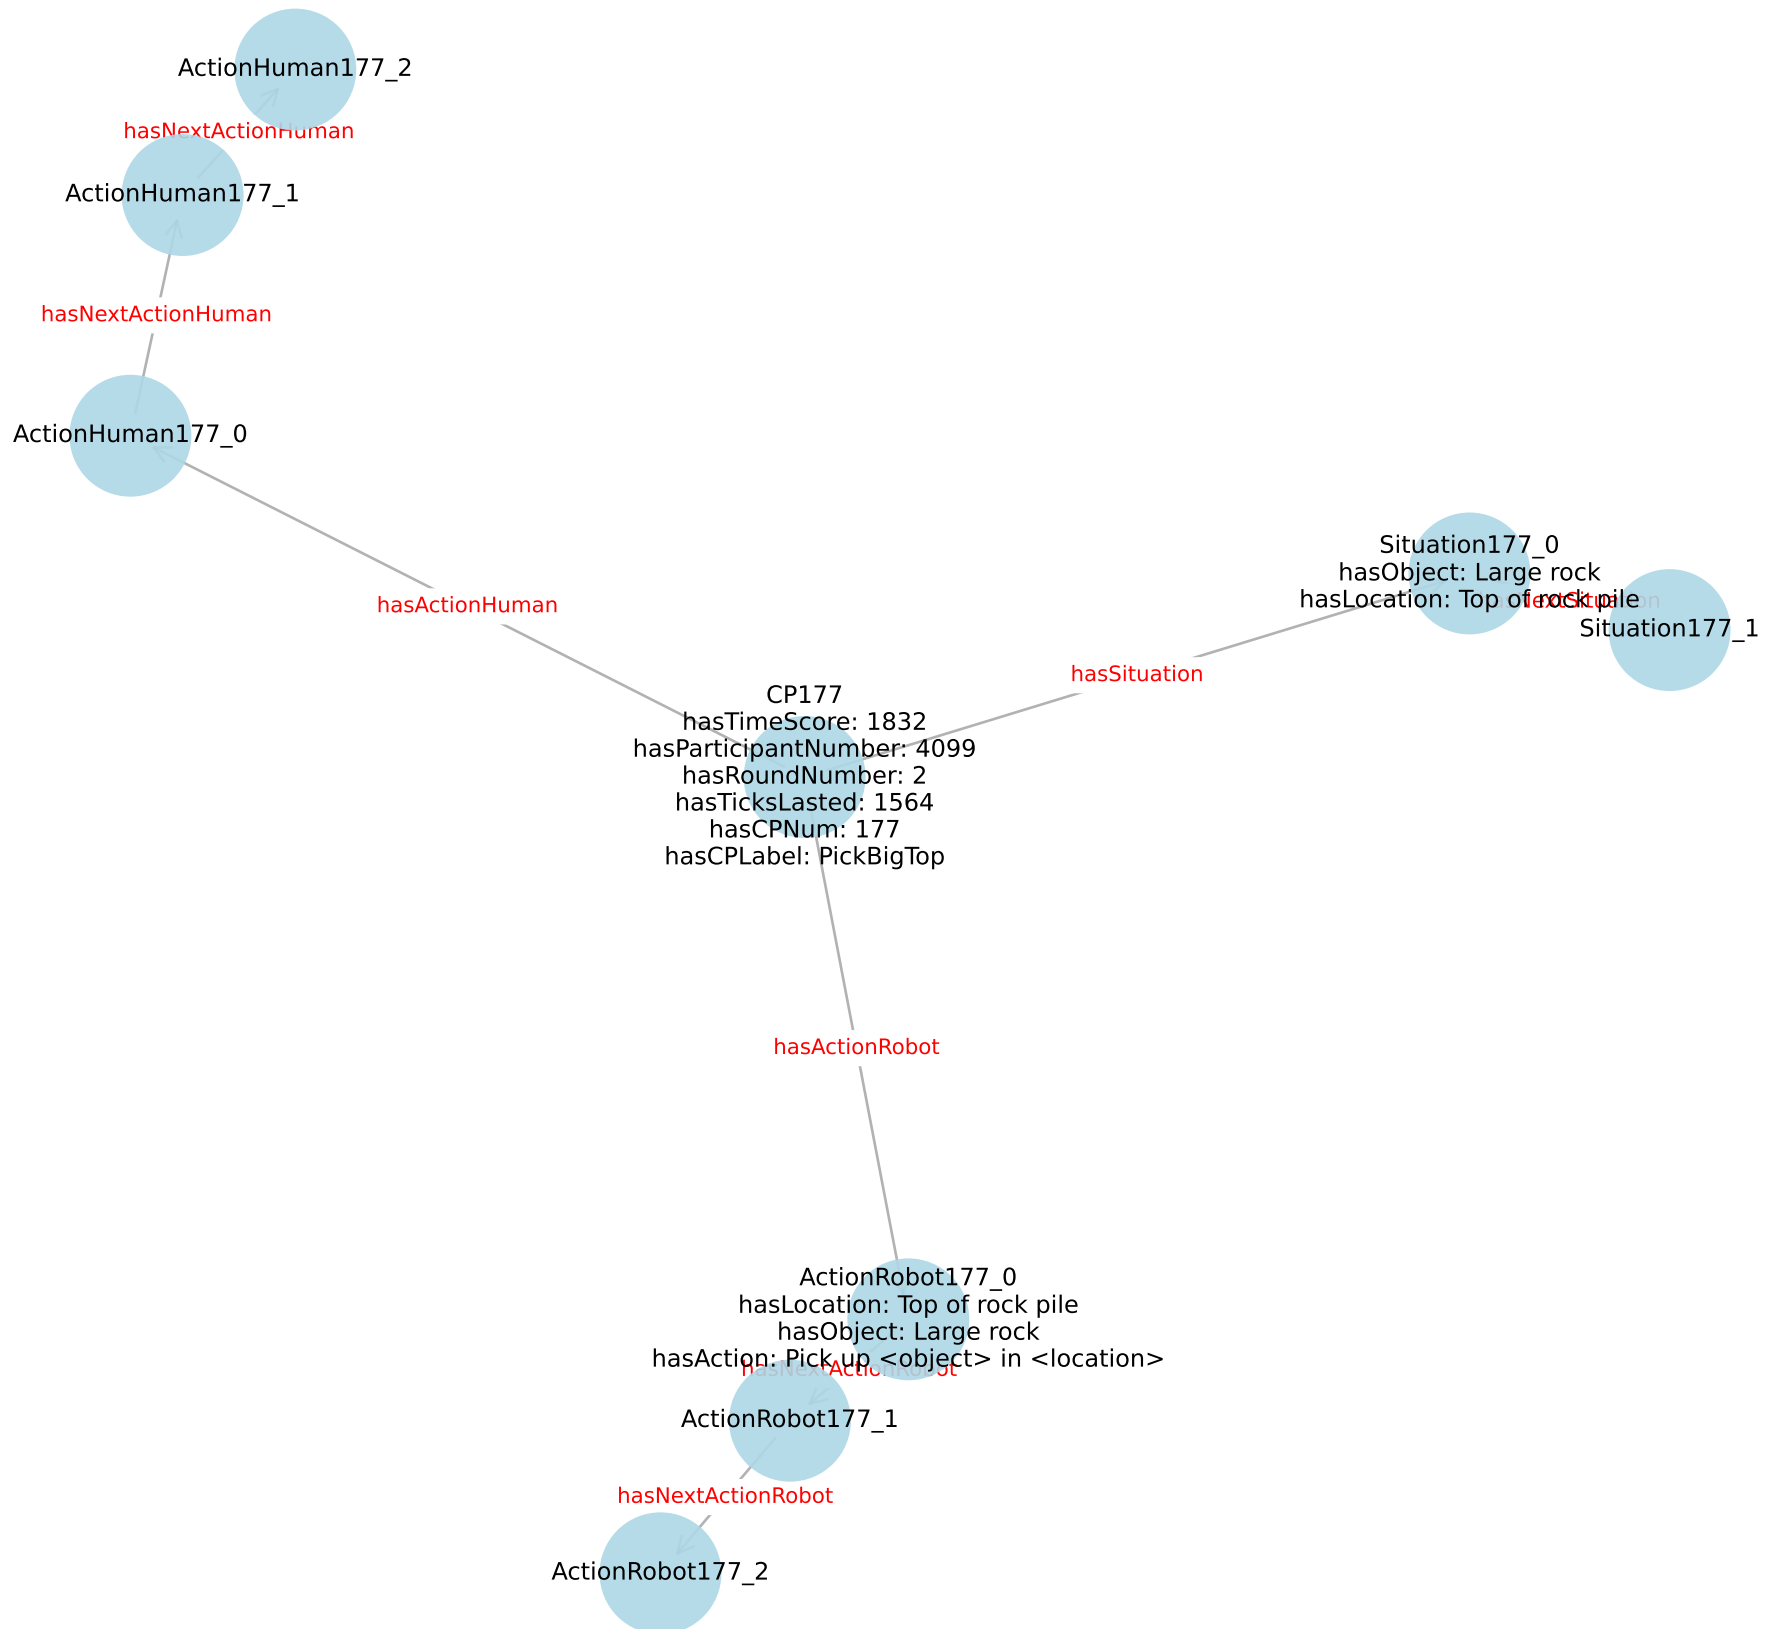 ActionHuman177_2
hasNextActionHuman
ActionHuman177_1
hasNextActionHuman
ActionHuman177_0
hasActionHuman
Situation177_0
hasObject: Large rock
hasLocation: Top of rock pile
hasNextSituation
Situation177_1
hasSituation
CP177
hasTimeScore: 1832
hasParticipantNumber: 4099
hasRoundNumber: 2
hasTicksLasted: 1564
hasCPNum: 177
hasCPLabel: PickBigTop
hasActionRobot
ActionRobot177_0
hasLocation: Top of rock pile
hasObject: Large rock
hasAction: Pick up <object> in <location>
hasNextActionRobot
ActionRobot177_1
hasNextActionRobot
ActionRobot177_2